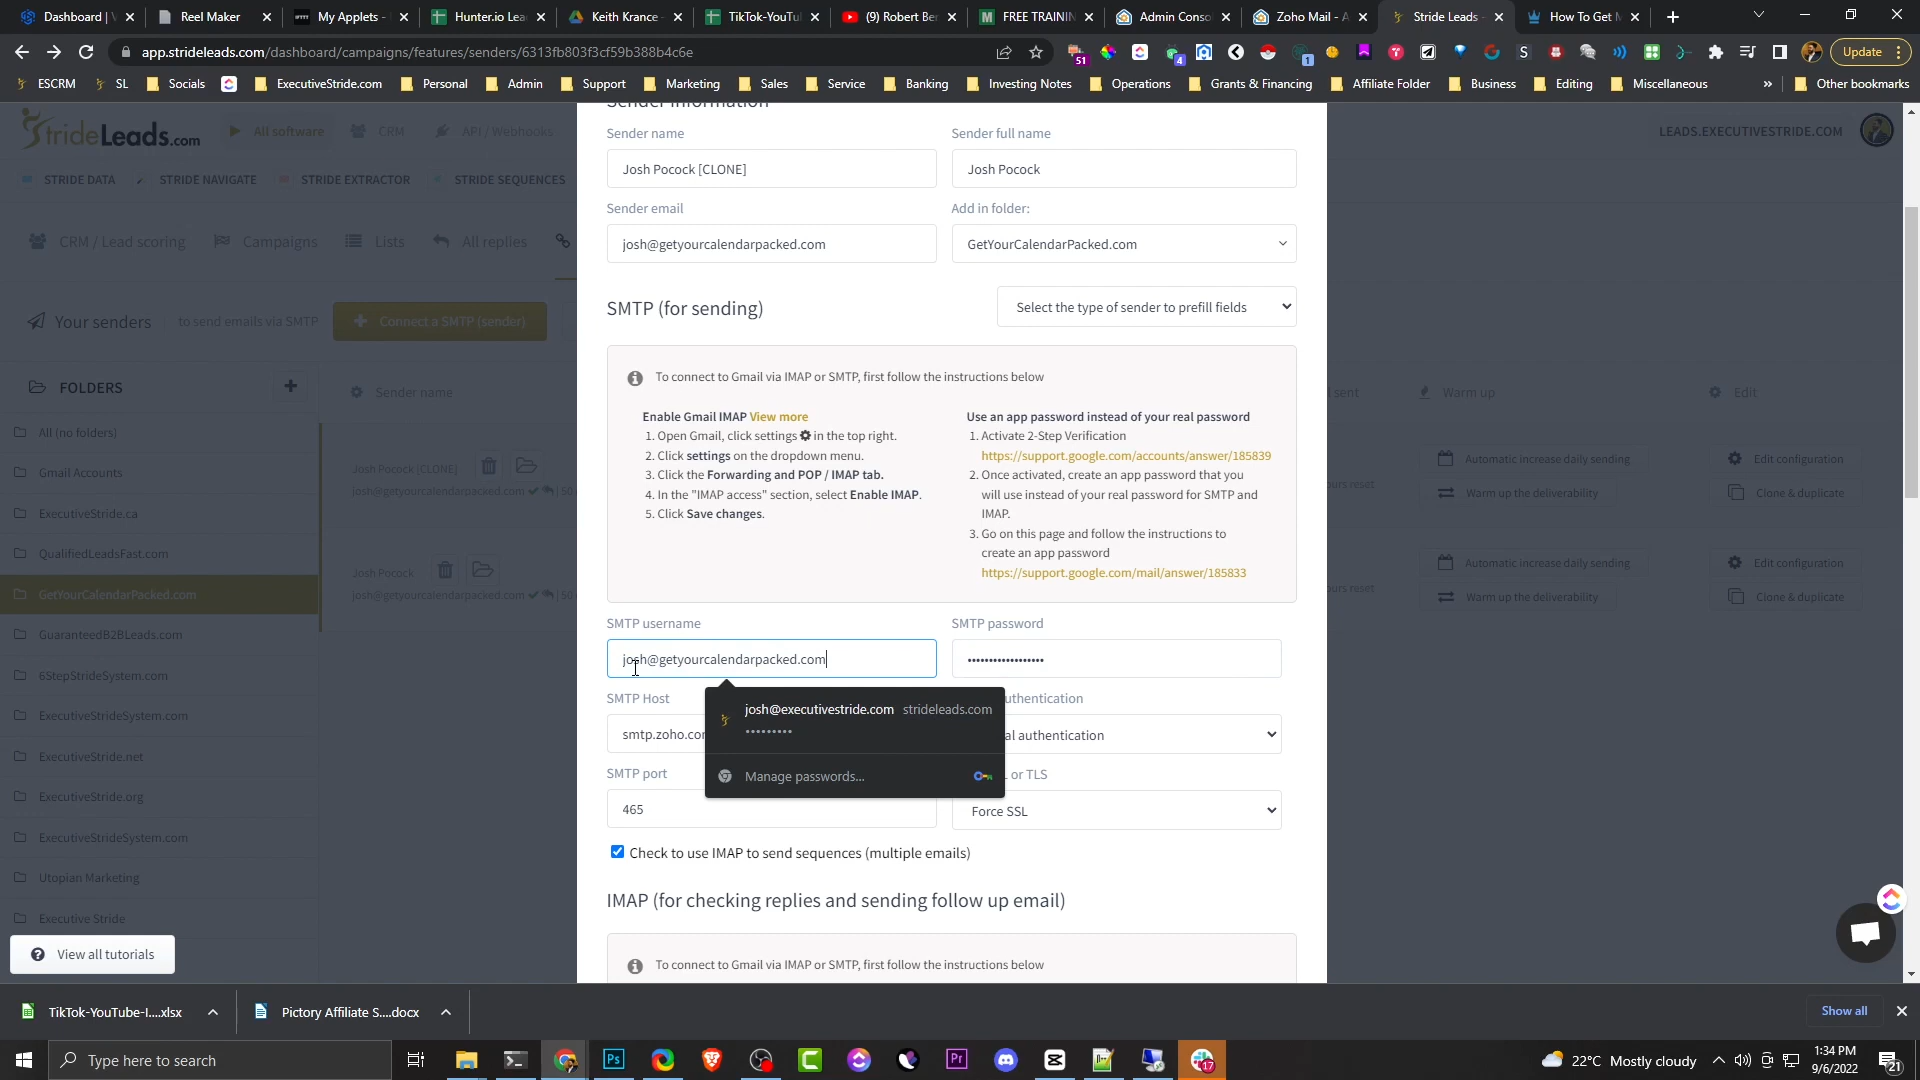 Dashboard | V
Reel Maker
My Applets -
Hunter.io Lea
Keith Krance
TikTok-YouTu
(9) Robert Be
FREE TRAININ
Admin Conso
Zoho Mail - A
Stride Leads -
How To Get M
app.strideleads.com/dashboard/campaigns/features/senders/6313fb803f3cf59b388b4c6e
51
4
1
Update
ESCRM
SL
Socials
ExecutiveStride.com
Personal
Admin
Support
Marketing
Sales
Service
Banking
Investing Notes
Operations
Grants & Financing
Affiliate Folder
Business
Editing
Miscellaneous
»
Other bookmarks
StrideLeads.com
All software
CRM
API / Webhooks
LEADS.EXECUTIVESTRIDE.COM
STRIDE DATA
STRIDE NAVIGATE
STRIDE EXTRACTOR
STRIDE SEQUENCES
CRM / Lead scoring
Campaigns
Lists
All replies
Your senders
to send emails via SMTP
Connect a SMTP (sender)
FOLDERS
Sender name
sent
Warm up
Edit
All (no folders)
Gmail Accounts
ExecutiveStride.ca
QualifiedLeadsFast.com
GetYourCalendarPacked.com
GuaranteedB2BLeads.com
6StepStrideSystem.com
ExecutiveStrideSystem.com
ExecutiveStride.net
ExecutiveStride.org
ExecutiveStrideSystem.com
Utopian Marketing
Executive Stride
View all tutorials
Josh Pocock [CLONE]
josh@getyourcalendarpacked.com | 50
Josh Pocock
josh@getyourcalendarpacked.com | 50
ours reset
Automatic increase daily sending
Warm up the deliverability
Edit configuration
Clone & duplicate
ours reset
Automatic increase daily sending
Warm up the deliverability
Edit configuration
Clone & duplicate
Sender information
Sender name
Sender full name
Josh Pocock [CLONE]
Josh Pocock
Sender email
Add in folder:
josh@getyourcalendarpacked.com
GetYourCalendarPacked.com
SMTP (for sending)
Select the type of sender to prefill fields
To connect to Gmail via IMAP or SMTP, first follow the instructions below
Enable Gmail IMAP View more
1. Open Gmail, click settings in the top right.
2. Click settings on the dropdown menu.
3. Click the Forwarding and POP / IMAP tab.
4. In the "IMAP access" section, select Enable IMAP.
5. Click Save changes.
Use an app password instead of your real password
1. Activate 2-Step Verification
https://support.google.com/accounts/answer/185839
2. Once activated, create an app password that you
will use instead of your real password for SMTP and
IMAP.
3. Go on this page and follow the instructions to
create an app password
https://support.google.com/mail/answer/185833
SMTP username
SMTP password
josh@getyourcalendarpacked.com
••••••••••••••••••
SMTP Host
uthentication
smtp.zoho.com
al authentication
josh@executivestride.com strideleads.com
•••••••••
Manage passwords...
SMTP port
L or TLS
465
Force SSL
Check to use IMAP to send sequences (multiple emails)
IMAP (for checking replies and sending follow up email)
To connect to Gmail via IMAP or SMTP, first follow the instructions below
TikTok-YouTube-I....xlsx
Pictory Affiliate S....docx
Show all
Type here to search
Ps
Pr
17
22°C Mostly cloudy
1:34 PM
9/6/2022
21